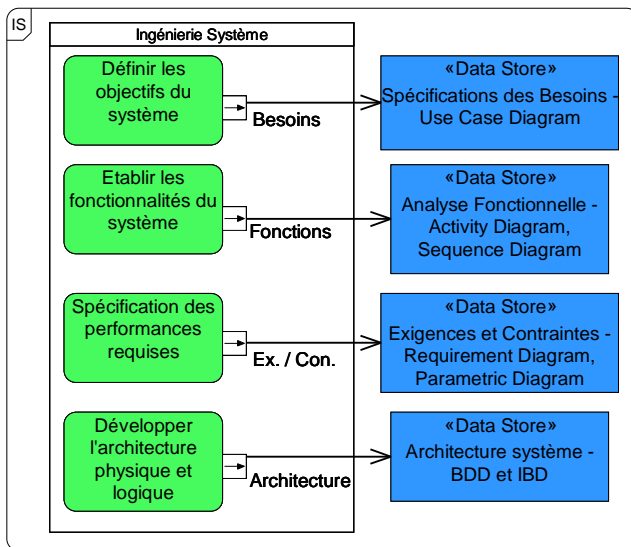 IS
Ingénierie Système
Définir les
objectifs du
système
Besoins
«Data Store»
Spécifications des Besoins -
Use Case Diagram
Etablir les
fonctionnalités du
système
Fonctions
«Data Store»
Analyse Fonctionnelle -
Activity Diagram,
Sequence Diagram
Spécification des
performances
requises
Ex. / Con.
«Data Store»
Exigences et Contraintes -
Requirement Diagram,
Parametric Diagram
Développer
l'architecture
physique et
logique
Architecture
«Data Store»
Architecture système -
BDD et IBD